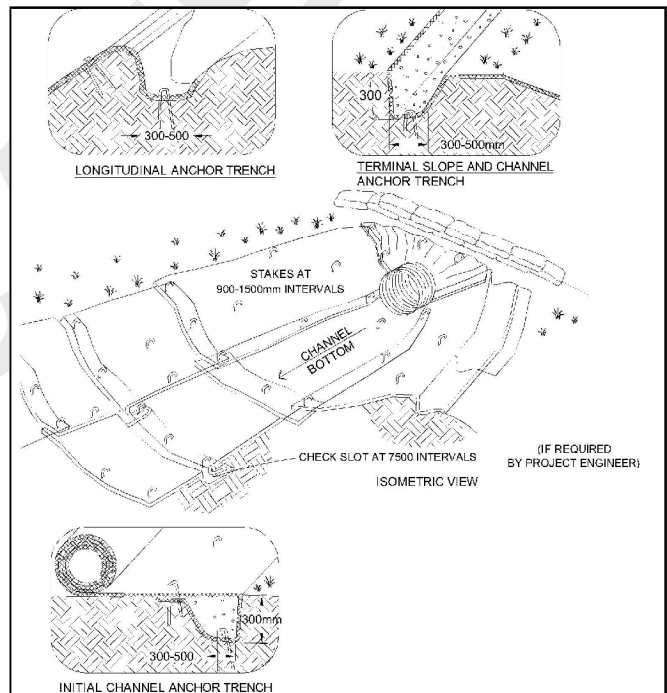 300-500
LONGITUDINAL ANCHOR TRENCH
300
300-500mm
TERMINAL SLOPE AND CHANNEL
ANCHOR TRENCH
STAKES AT
900-1500mm INTERVALS
CHANNEL
BOTTOM
CHECK SLOT AT 7500 INTERVALS
ISOMETRIC VIEW
(IF REQUIRED
BY PROJECT ENGINEER)
300mm
300-500
INITIAL CHANNEL ANCHOR TRENCH